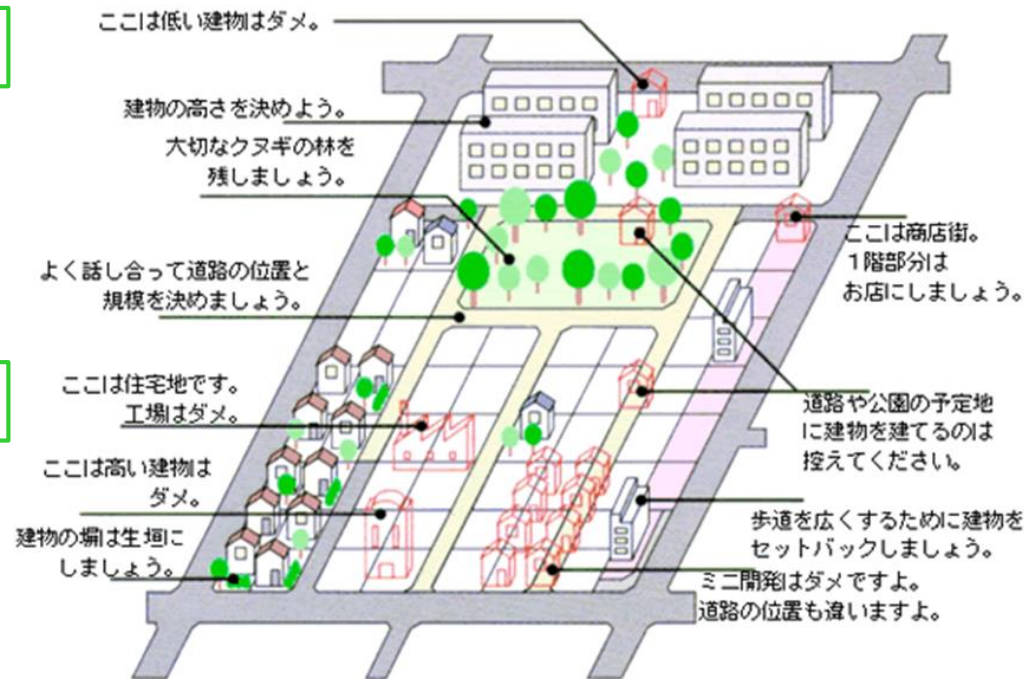 ここは低い建物はダメ。
建物の高さを決めよう。
大切なクヌギの林を
残しましょう。
よく話し合って道路の位置と
規模を決めましょう。
ここは住宅地です。
工場はダメ。
ここは高い建物は
ダメ。
建物の塀は生垣に
しましょう。
ここは商店街。
1階部分は
お店にしましょう。
道路や公園の予定地
に建物を建てるのは
控えてください。
歩道を広くするために建物を
セットバックしましょう。
ミニ開発はダメですよ。
道路の位置も違いますよ。